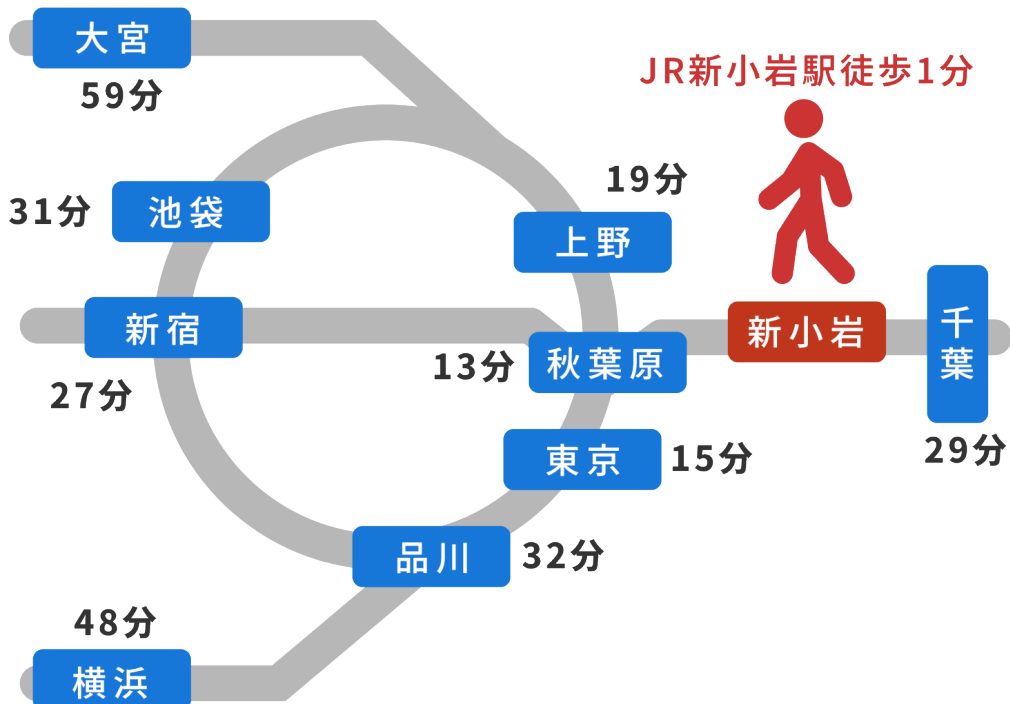 大宮
59分
JR新小岩駅徒歩1分
19分
31分
池袋
上野
新宿
27分
13分
秋葉原
新小岩
千葉
29分
東京
15分
品川
32分
48分
横浜